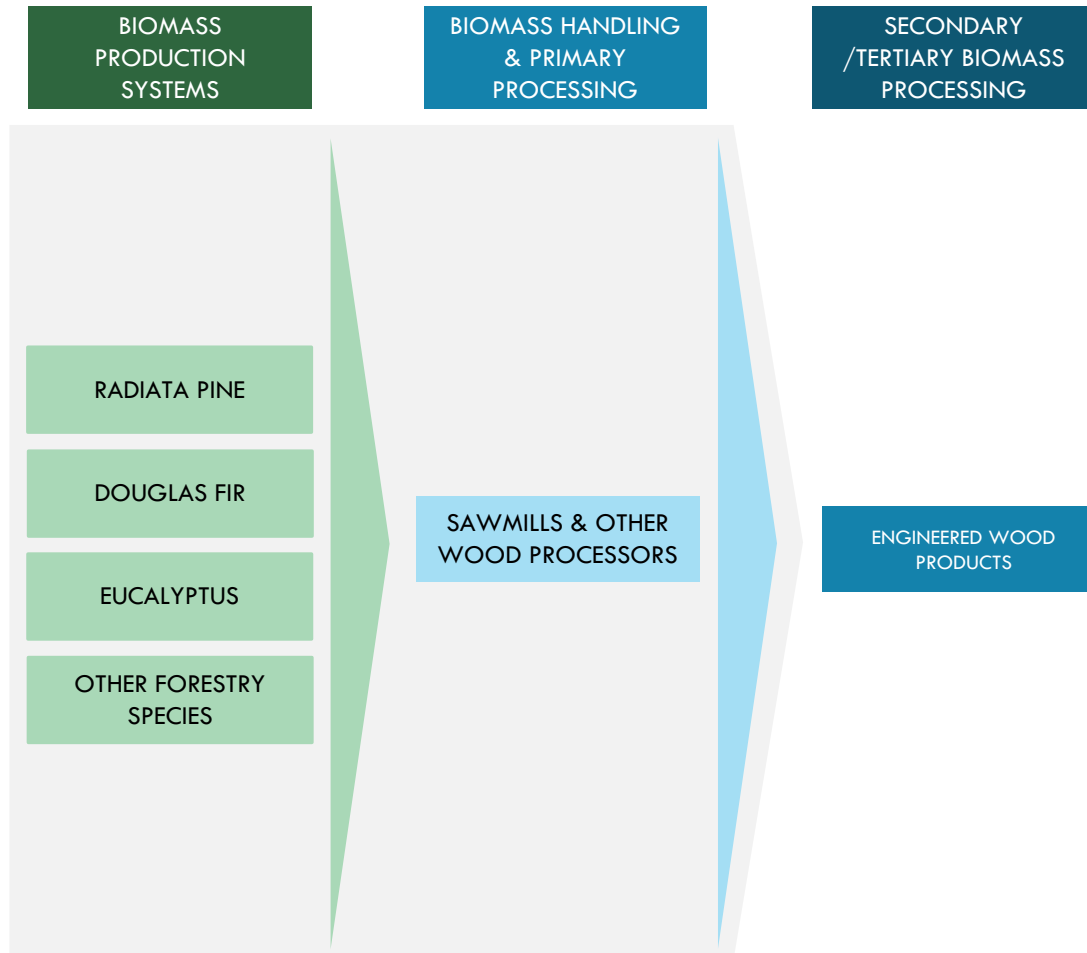 BIOMASS
PRODUCTION
SYSTEMS
BIOMASS HANDLING
& PRIMARY
PROCESSING
SECONDARY
/TERTIARY BIOMASS
PROCESSING
RADIATA PINE
DOUGLAS FIR
EUCALYPTUS
OTHER FORESTRY
SPECIES
SAWMILLS & OTHER
WOOD PROCESSORS
ENGINEERED WOOD
PRODUCTS